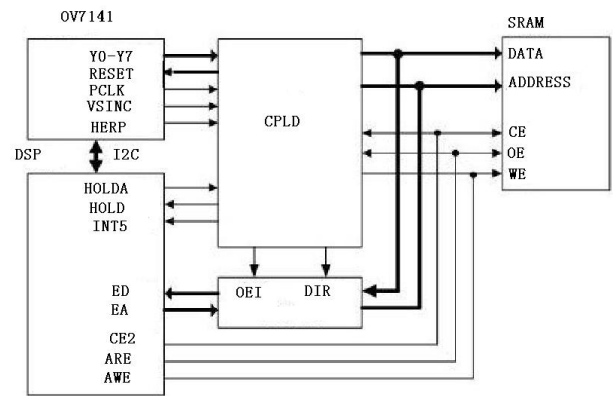 OV7141
SRAM
Y0-Y7
RESET
PCLK
VSINC
HERP
CPLD
DATA
ADDRESS
CE
OE
WE
DSP
I2C
HOLDA
HOLD
INT5
ED
EA
CE2
ARE
AWE
OEI
DIR